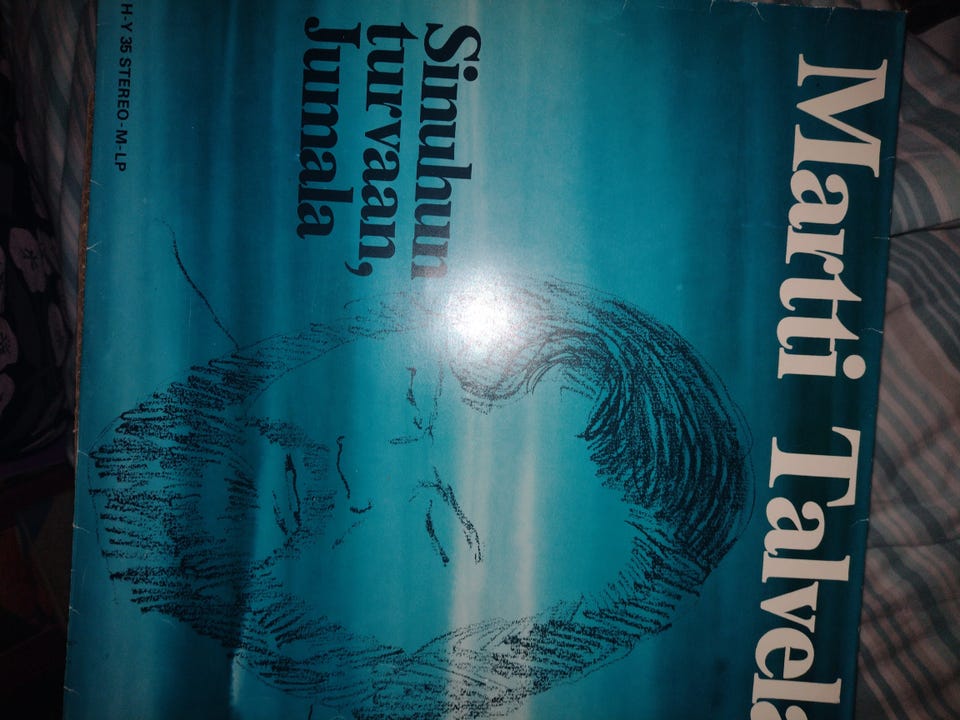 Martti Talvela
Sinuhun
turvaan,
Jumala
H-Y 35 STEREO-M-LP